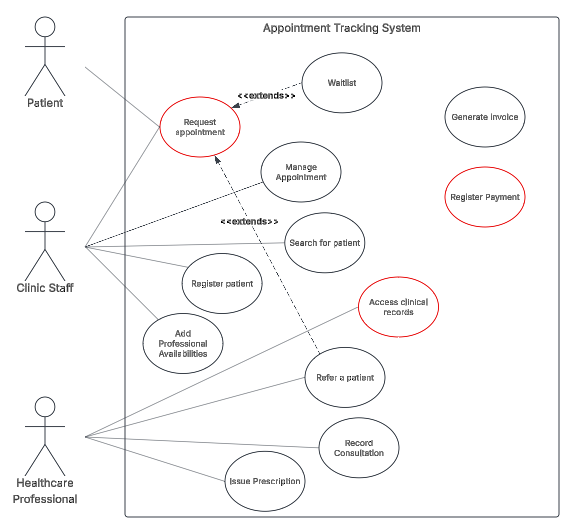 Appointment Tracking System
Patient
Waitlist
<<extends>>
Request
appointment
Generate Invoice
Manage
Appointment
Register Payment
<<extends>>
Search for patient
Clinic Staff
Register patient
Access clinical
records
Add
Professional
Availabilities
Refer a patient
Record
Consultation
Issue Prescription
Healthcare
Professional